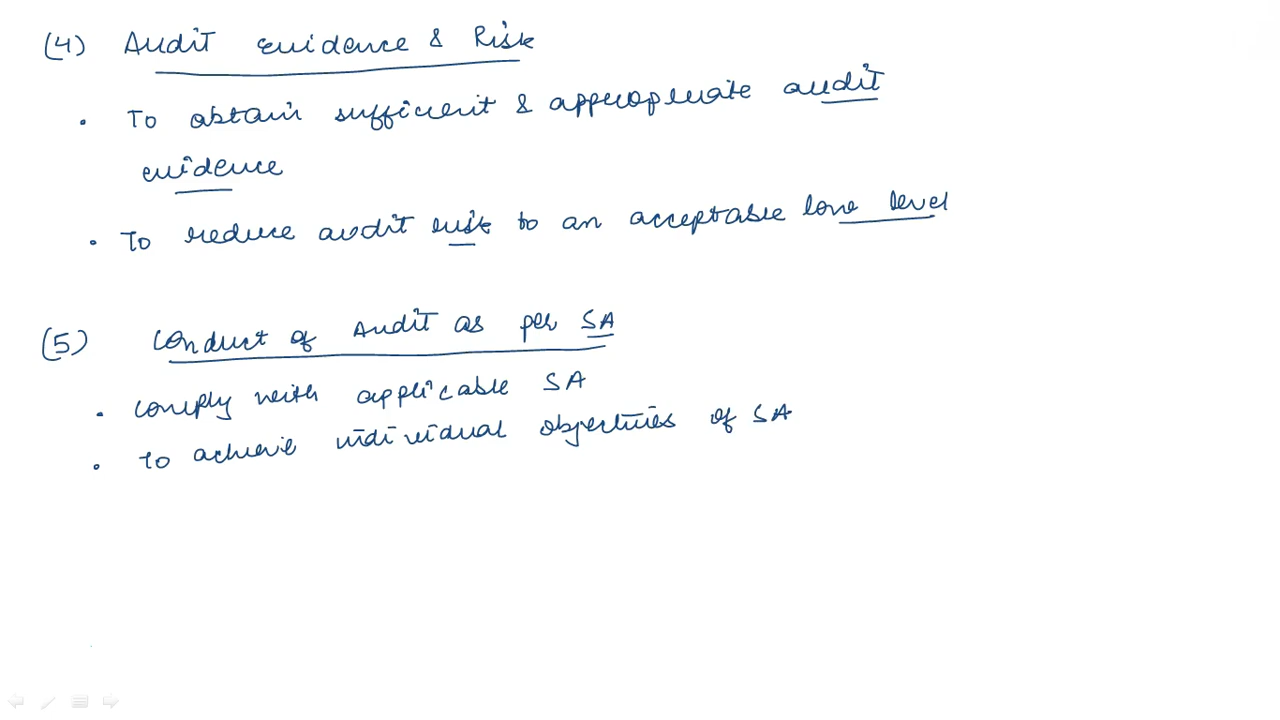 (4) Audit evidence & Risk
• To obtain sufficient & appropriate audit
evidence
• To reduce audit risk to an acceptable low level
(5) Conduct of Audit as per SA
• Comply with applicable SA
• To achieve individual objectives of SA